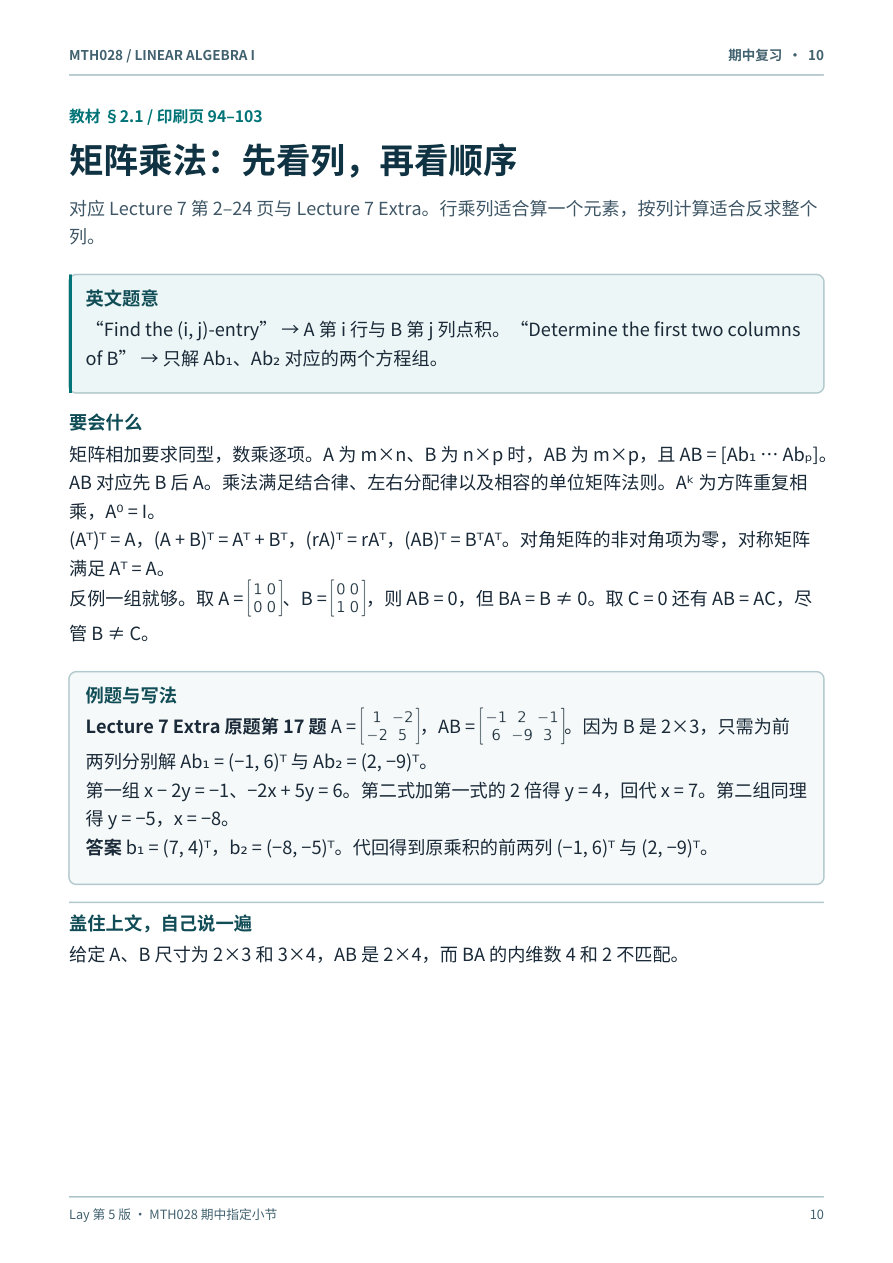 MTH028 / LINEAR ALGEBRA I
期中复习 · 10
教材 §2.1 / 印刷页 94–103
矩阵乘法：先看列，再看顺序
对应 Lecture 7 第 2–24 页与 Lecture 7 Extra。行乘列适合算一个元素，按列计算适合反求整个
列。
英文题意
“Find the (i, j)-entry” → A 第 i 行与 B 第 j 列点积。“Determine the first two columns
of B” → 只解 Ab₁、Ab₂ 对应的两个方程组。
要会什么
矩阵相加要求同型，数乘逐项。A 为 m×n、B 为 n×p 时，AB 为 m×p，且 AB = [Ab₁ ⋯ Abₚ]。
AB 对应先 B 后 A。乘法满足结合律、左右分配律以及相容的单位矩阵法则。Aᵏ 为方阵重复相
乘，A⁰ = I。
(Aᵀ)ᵀ = A，(A + B)ᵀ = Aᵀ + Bᵀ，(rA)ᵀ = rAᵀ，(AB)ᵀ = BᵀAᵀ。对角矩阵的非对角项为零，对称矩阵
满足 Aᵀ = A。
反例一组就够。取 A = [1 0; 0 0]、B = [0 0; 1 0]，则 AB = 0，但 BA = B ≠ 0。取 C = 0 还有 AB = AC，尽
管 B ≠ C。
例题与写法
Lecture 7 Extra 原题第 17 题 A = [1 −2; −2 5]，AB = [−1 2 −1; 6 −9 3]。因为 B 是 2×3，只需为前
两列分别解 Ab₁ = (−1, 6)ᵀ 与 Ab₂ = (2, −9)ᵀ。
第一组 x − 2y = −1、−2x + 5y = 6。第二式加第一式的 2 倍得 y = 4，回代 x = 7。第二组同理
得 y = −5，x = −8。
答案 b₁ = (7, 4)ᵀ，b₂ = (−8, −5)ᵀ。代回得到原乘积的前两列 (−1, 6)ᵀ 与 (2, −9)ᵀ。
盖住上文，自己说一遍
给定 A、B 尺寸为 2×3 和 3×4，AB 是 2×4，而 BA 的内维数 4 和 2 不匹配。
Lay 第 5 版 · MTH028 期中指定小节
10